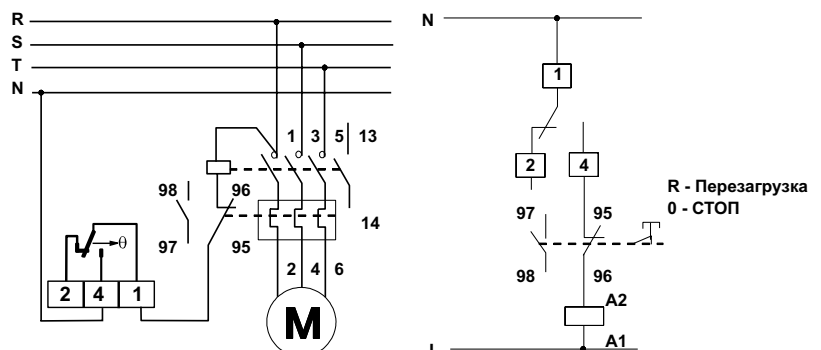 R
S
T
N
1 3 5 13
98 96
97 95
14
2 4 6
θ
2 4 1
M
N
1
2 4
R - Перезагрузка
0 - СТОП
97 95
98 96
A2
A1
L